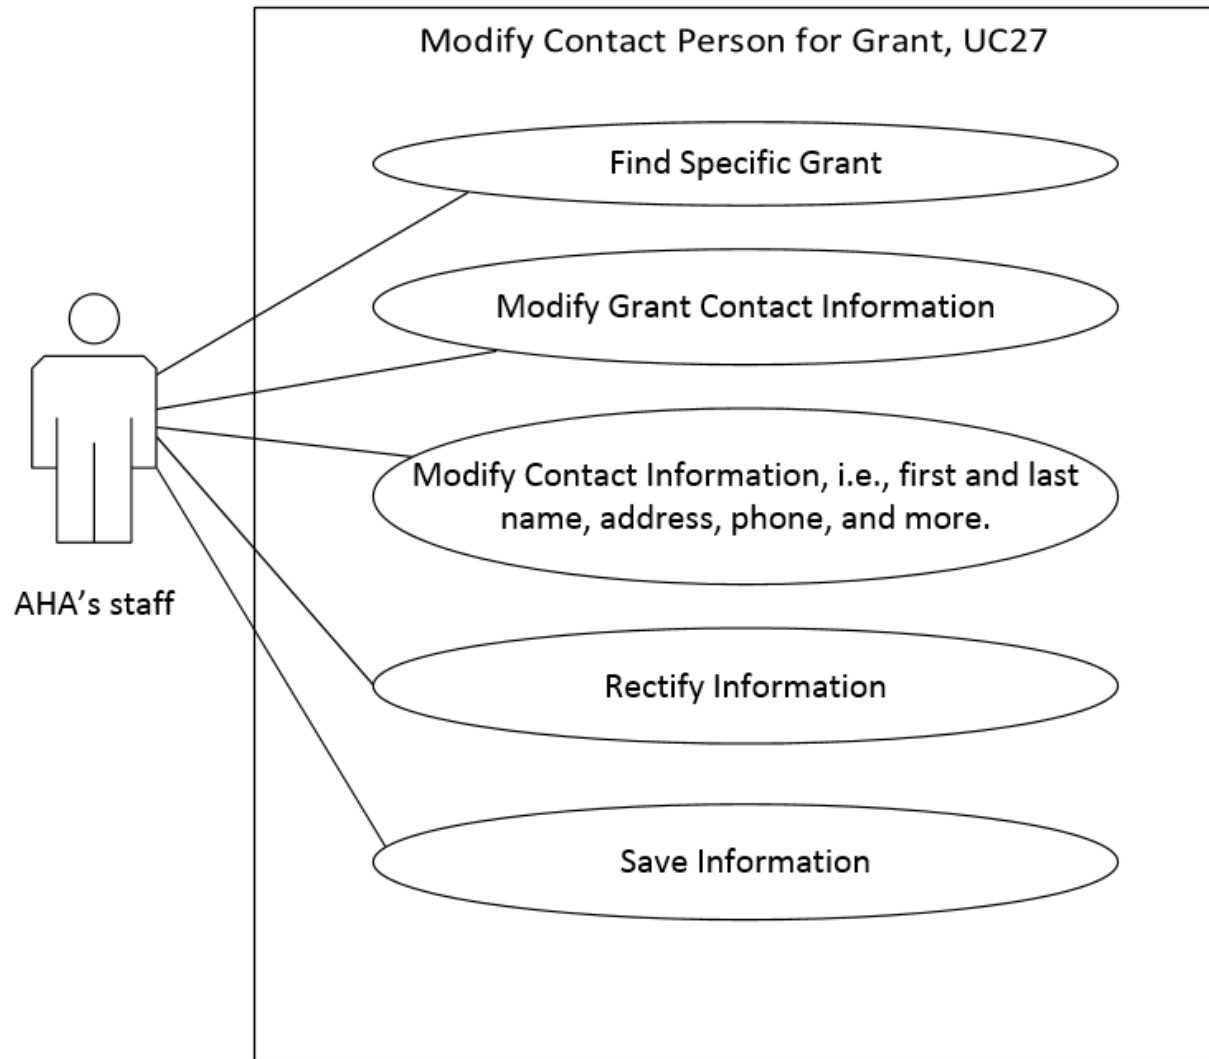 Modify Contact Person for Grant, UC27
Find Specific Grant
Modify Grant Contact Information
Modify Contact Information, i.e., first and last
name, address, phone, and more.
AHA’s staff
Rectify Information
Save Information